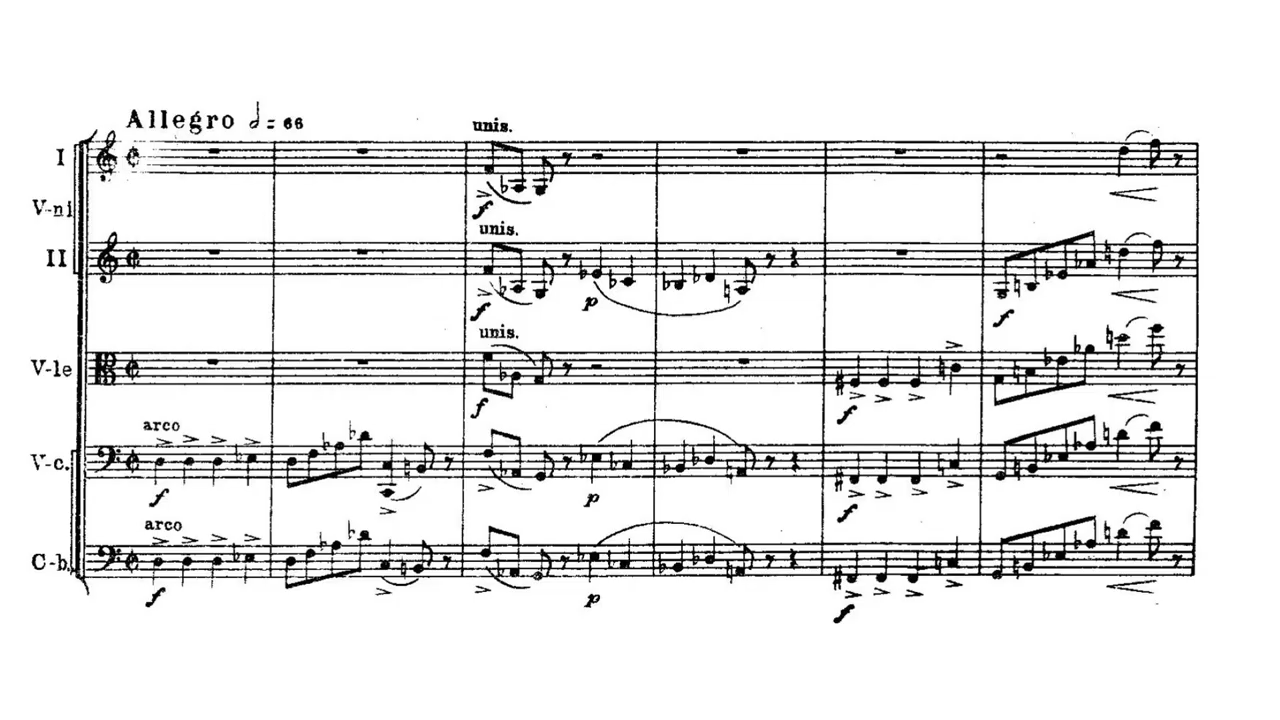 Allegro 𝅗𝅥 = 66
unis.
I
V-ni
f
unis.
II
f
p
f
unis.
V-le
f
f
arco
V-c.
f
p
f
arco
C-b.
f
p
f